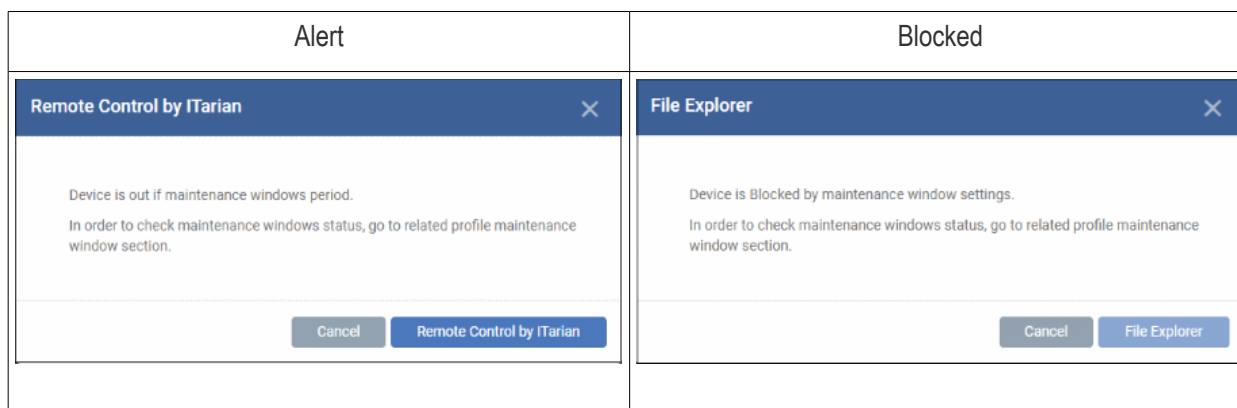 Alert
Blocked
Remote Control by ITarian
File Explorer
Device is out if maintenance windows period.
In order to check maintenance windows status, go to related profile maintenance
window section.
Device is Blocked by maintenance window settings.
In order to check maintenance windows status, go to related profile maintenance
window section.
Cancel
Remote Control by ITarian
Cancel
File Explorer